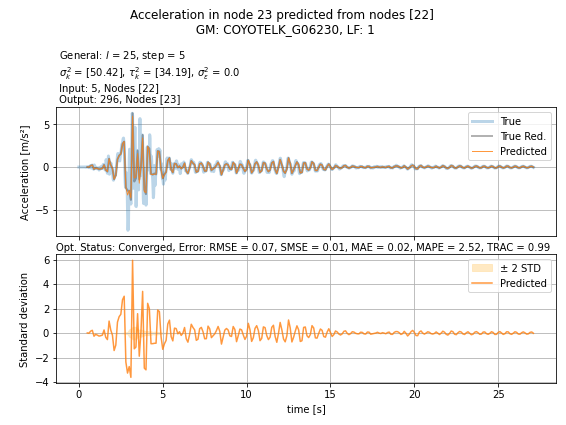 Acceleration in node 23 predicted from nodes [22]
GM: COYOTELK_G06230, LF: 1
General: l = 25, step = 5
σ²ₖ = [50.42], τ²ₖ = [34.19], σ²ε = 0.0
Input: 5, Nodes [22]
Output: 296, Nodes [23]
Acceleration [m/s²]
5
0
−5
True
True Red.
Predicted
Opt. Status: Converged, Error: RMSE = 0.07, SMSE = 0.01, MAE = 0.02, MAPE = 2.52, TRAC = 0.99
Standard deviation
6
4
2
0
−2
−4
± 2 STD
Predicted
0 5 10 15 20 25
time [s]